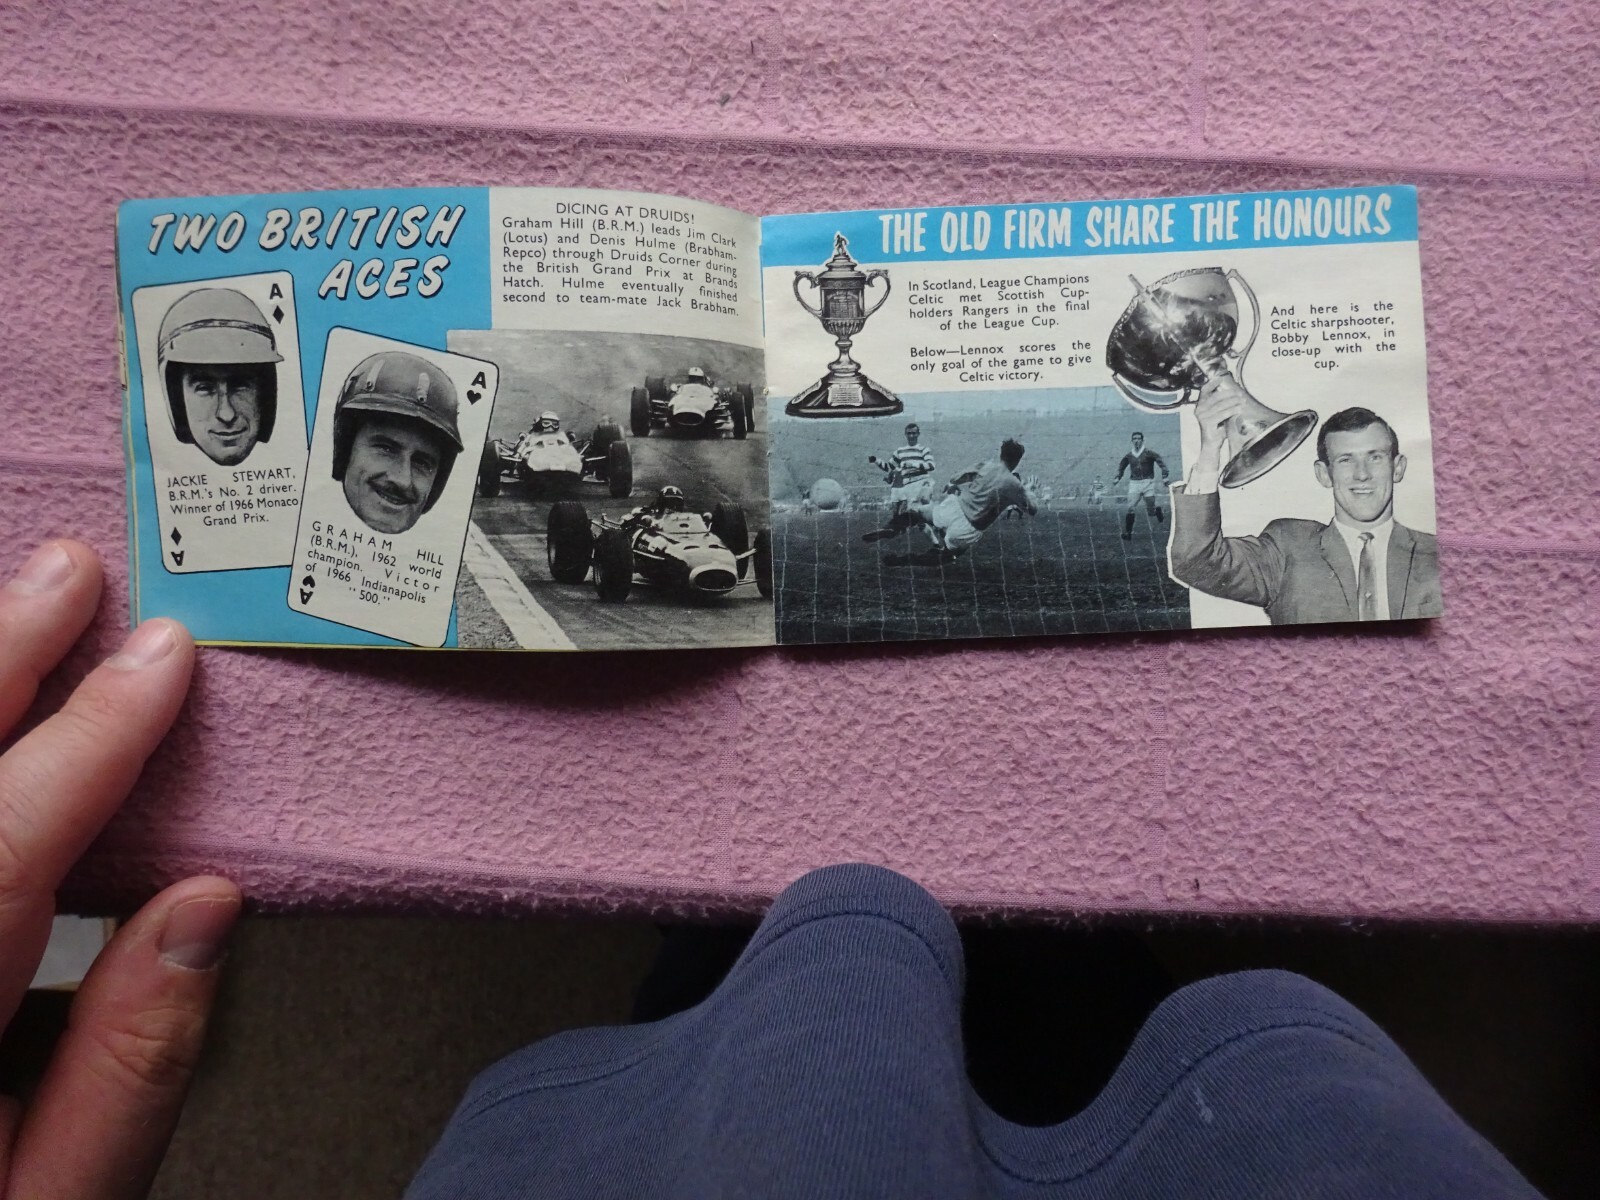 TWO BRITISH
ACES
A
JACKIE STEWART,
B.R.M.'s No. 2 driver.
Winner of 1966 Monaco
Grand Prix.
A
A
GRAHAM HILL
(B.R.M.), 1962 world
champion. Victor
of 1966 Indianapolis
"500."
A
DICING AT DRUIDS!
Graham Hill (B.R.M.) leads Jim Clark
(Lotus) and Denis Hulme (Brabham-
Repco) through Druids Corner during
the British Grand Prix at Brands
Hatch. Hulme eventually finished
second to team-mate Jack Brabham.
THE OLD FIRM SHARE THE HONOURS
In Scotland, League Champions
Celtic met Scottish Cup-
holders Rangers in the final
of the League Cup.
Below—Lennox scores the
only goal of the game to give
Celtic victory.
And here is the
Celtic sharpshooter,
Bobby Lennox, in
close-up with the
cup.